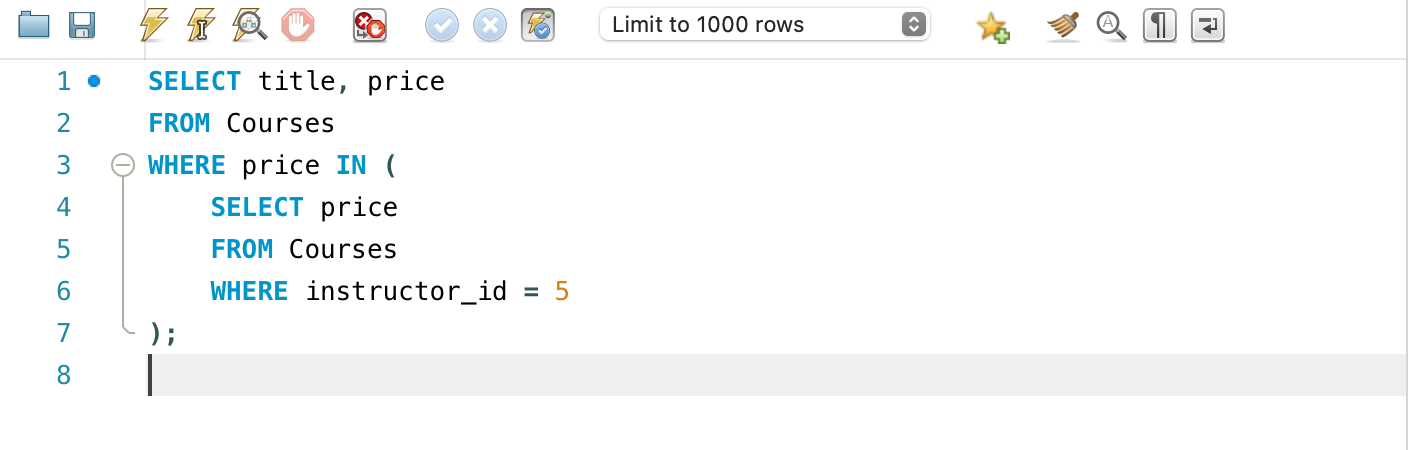 Limit to 1000 rows
1 SELECT title, price
2 FROM Courses
3 WHERE price IN (
4     SELECT price
5     FROM Courses
6     WHERE instructor_id = 5
7 );
8